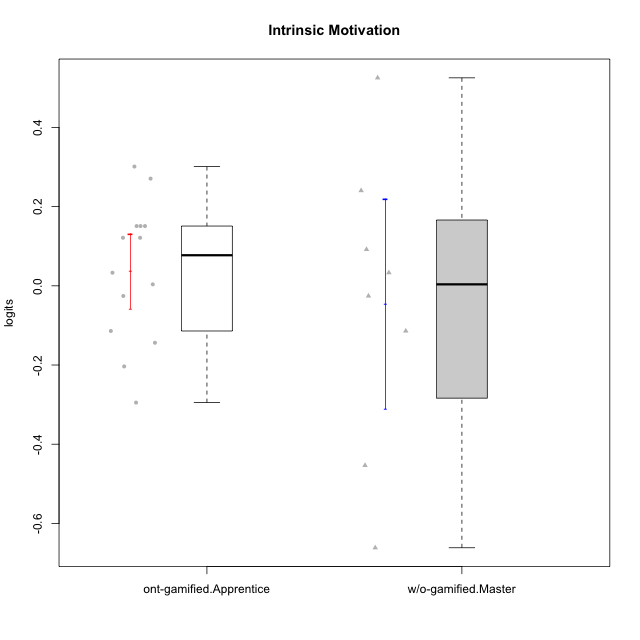 Intrinsic Motivation
logits
0.4
0.2
0.0
-0.2
-0.4
-0.6
ont-gamified.Apprentice
w/o-gamified.Master